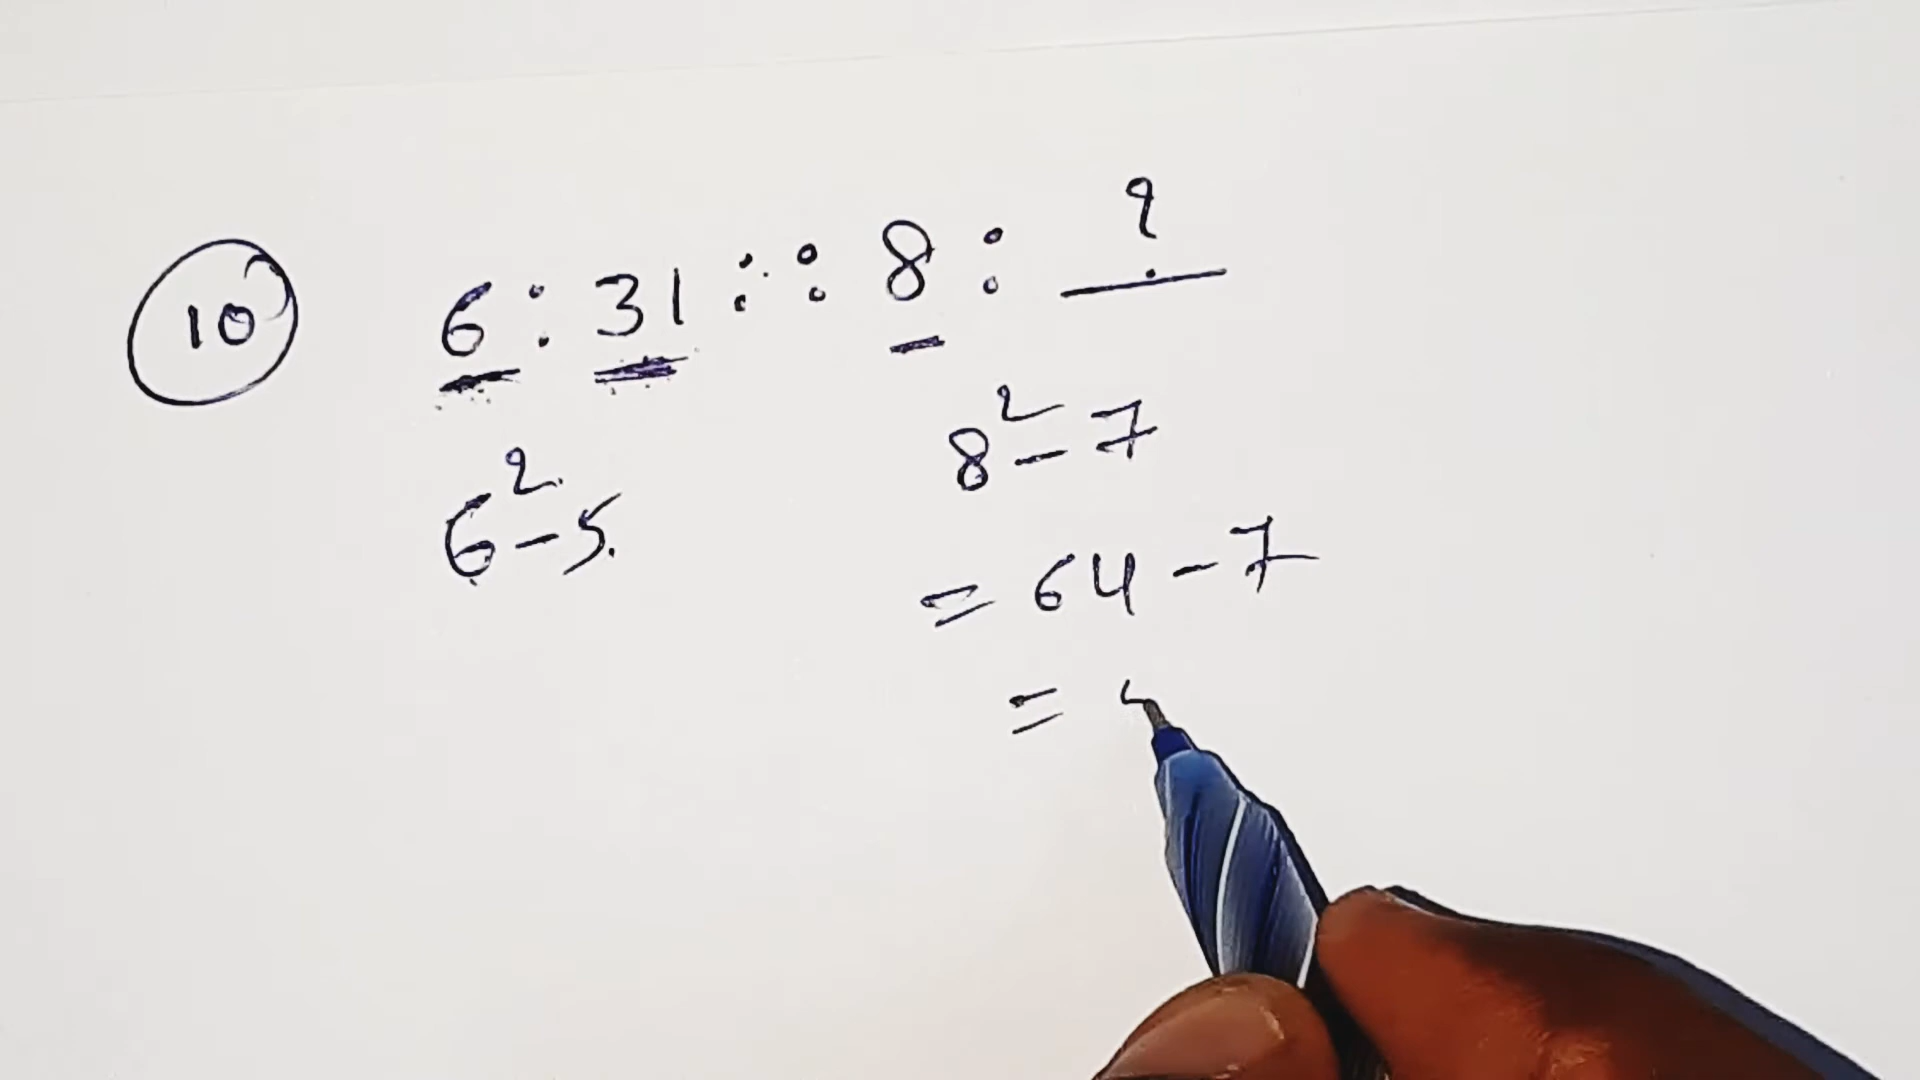 10 6 : 31 :: 8 : ?
6² - 5
8² - 7
= 64 - 7
=